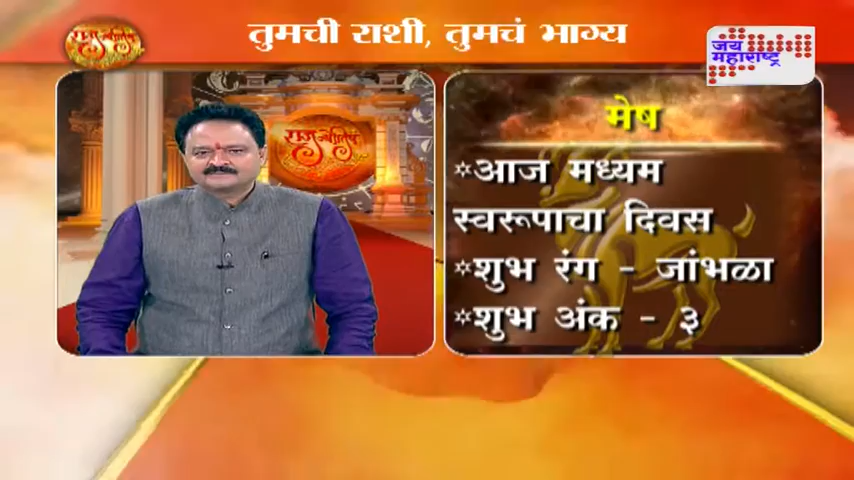 राज ज्योतिष
तुमची राशी, तुमचं भाग्य
जय
महाराष्ट्र
राज ज्योतिष
मेष
*आज मध्यम
स्वरूपाचा दिवस
*शुभ रंग - जांभळा
*शुभ अंक - ३